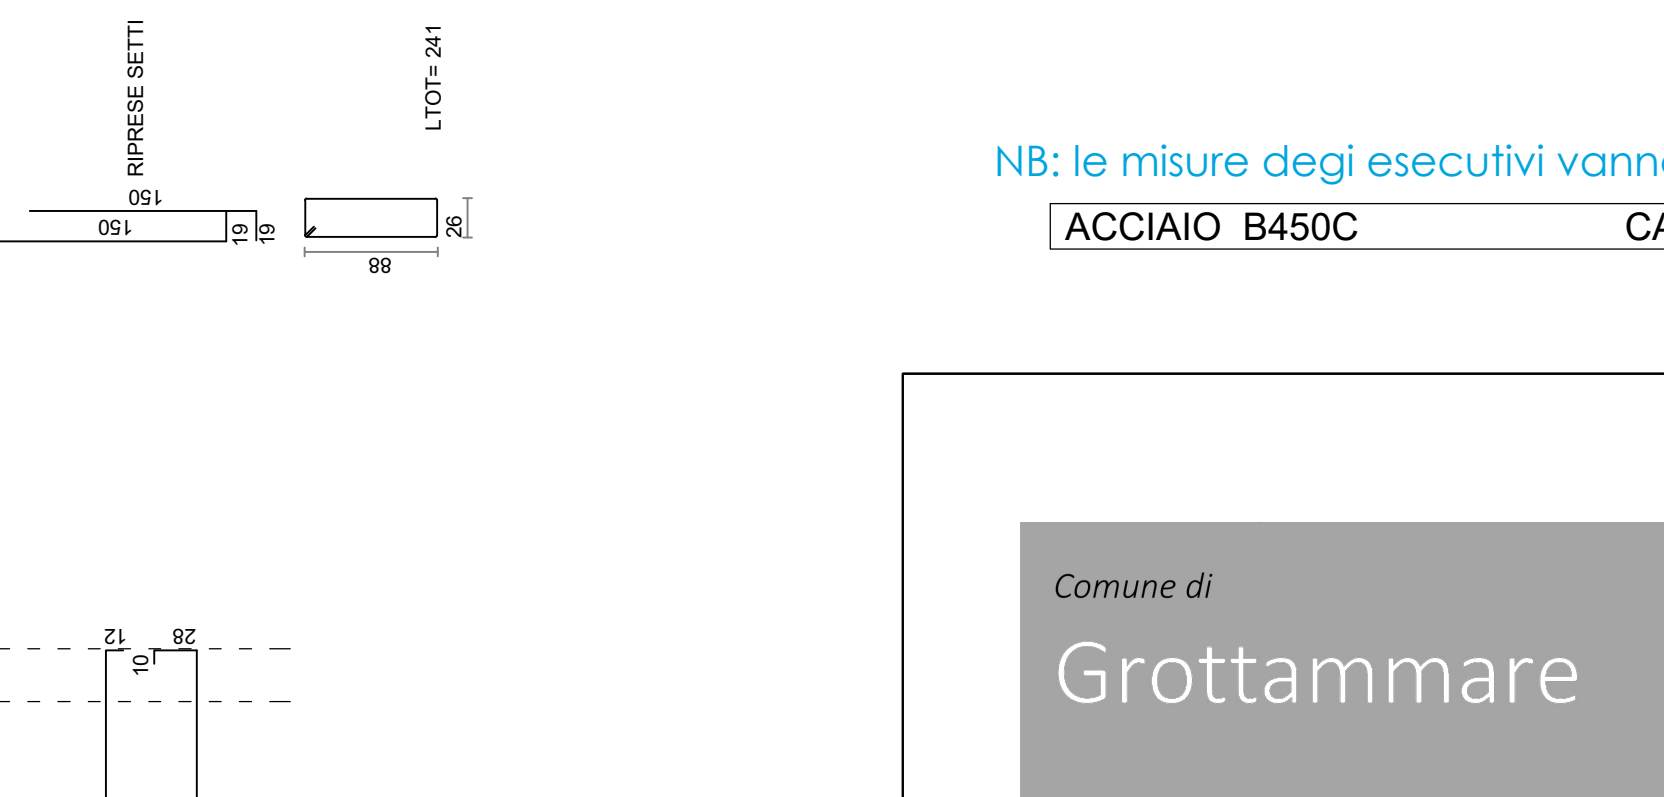 RIPRESE SETTI
LTOT= 241
150
150
19
19
26
88
NB: le misure degi esecutivi vann
ACCIAIO B450C CA
Comune di
Grottammare
12
28
10